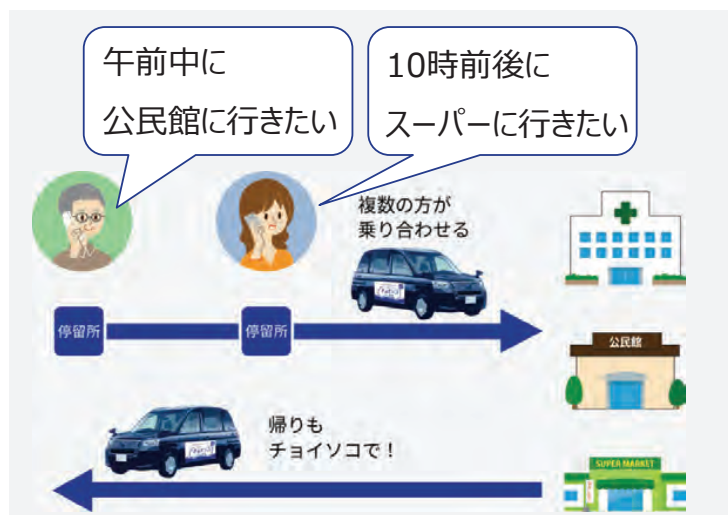 午前中に
公民館に行きたい
10時前後に
スーパーに行きたい
複数の方が
乗り合わせる
停留所
停留所
公民館
帰りも
チョイソコで！
SUPER MARKET